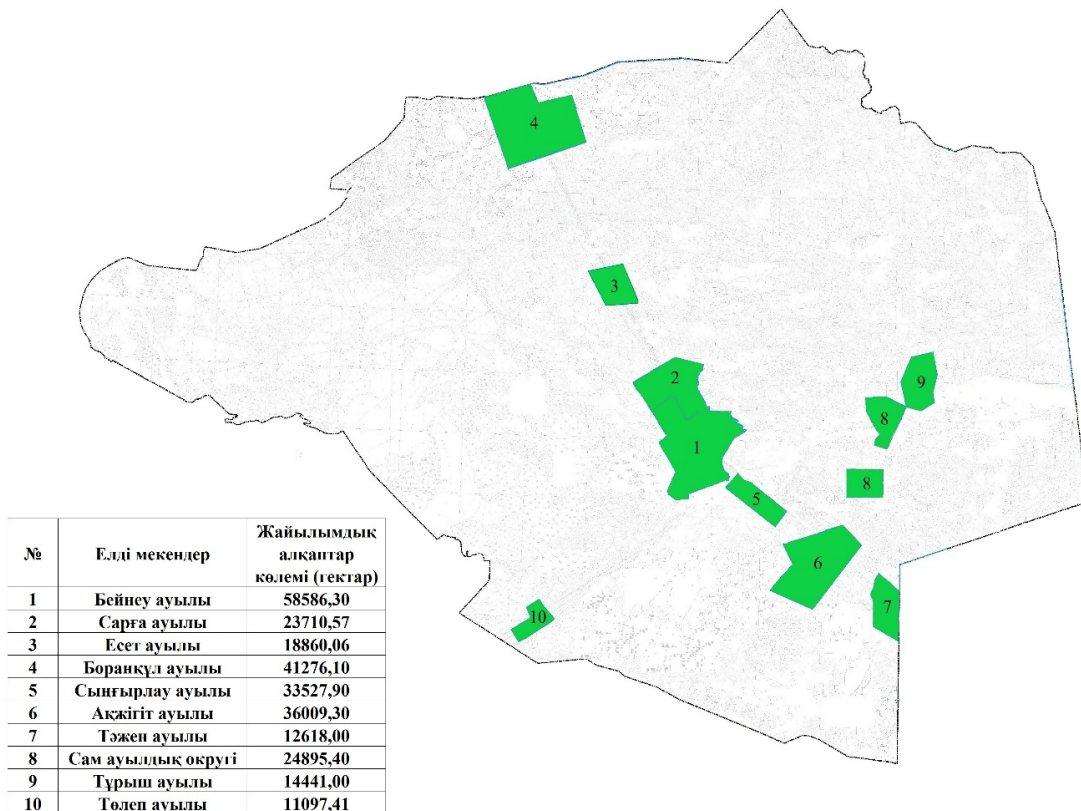 4
3
2
9
8
1
8
5
6
7
10
№ Елді мекендер Жайылымдық алқаптар көлемі (гектар)
1 Бейнеу ауылы 58586,30
2 Сарға ауылы 23710,57
3 Есет ауылы 18860,06
4 Боранқұл ауылы 41276,10
5 Сыңғырлау ауылы 33527,90
6 Ақжігіт ауылы 36009,30
7 Тәжен ауылы 12618,00
8 Сам ауылдық округі 24895,40
9 Тұрыш ауылы 14441,00
10 Төлеп ауылы 11097,41